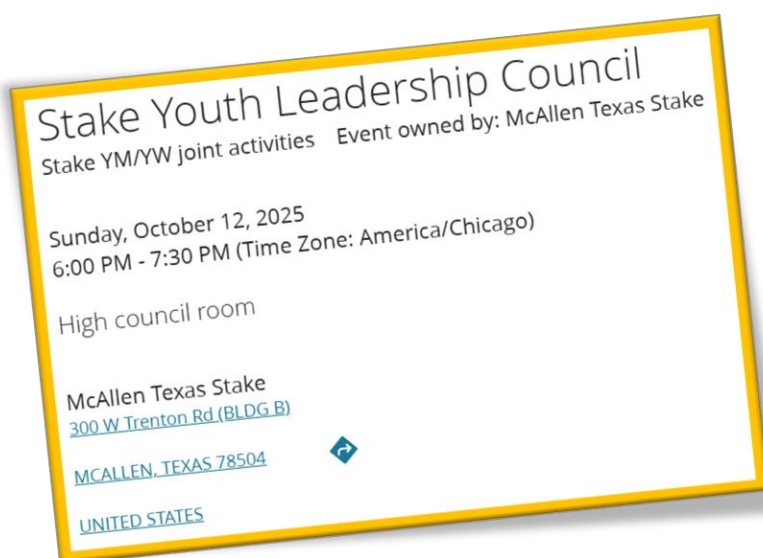 Stake Youth Leadership Council
Stake YM/YW joint activities Event owned by: McAllen Texas Stake
Sunday, October 12, 2025
6:00 PM - 7:30 PM (Time Zone: America/Chicago)
High council room
McAllen Texas Stake
300 W Trenton Rd (BLDG B)
MCALLEN, TEXAS 78504
UNITED STATES